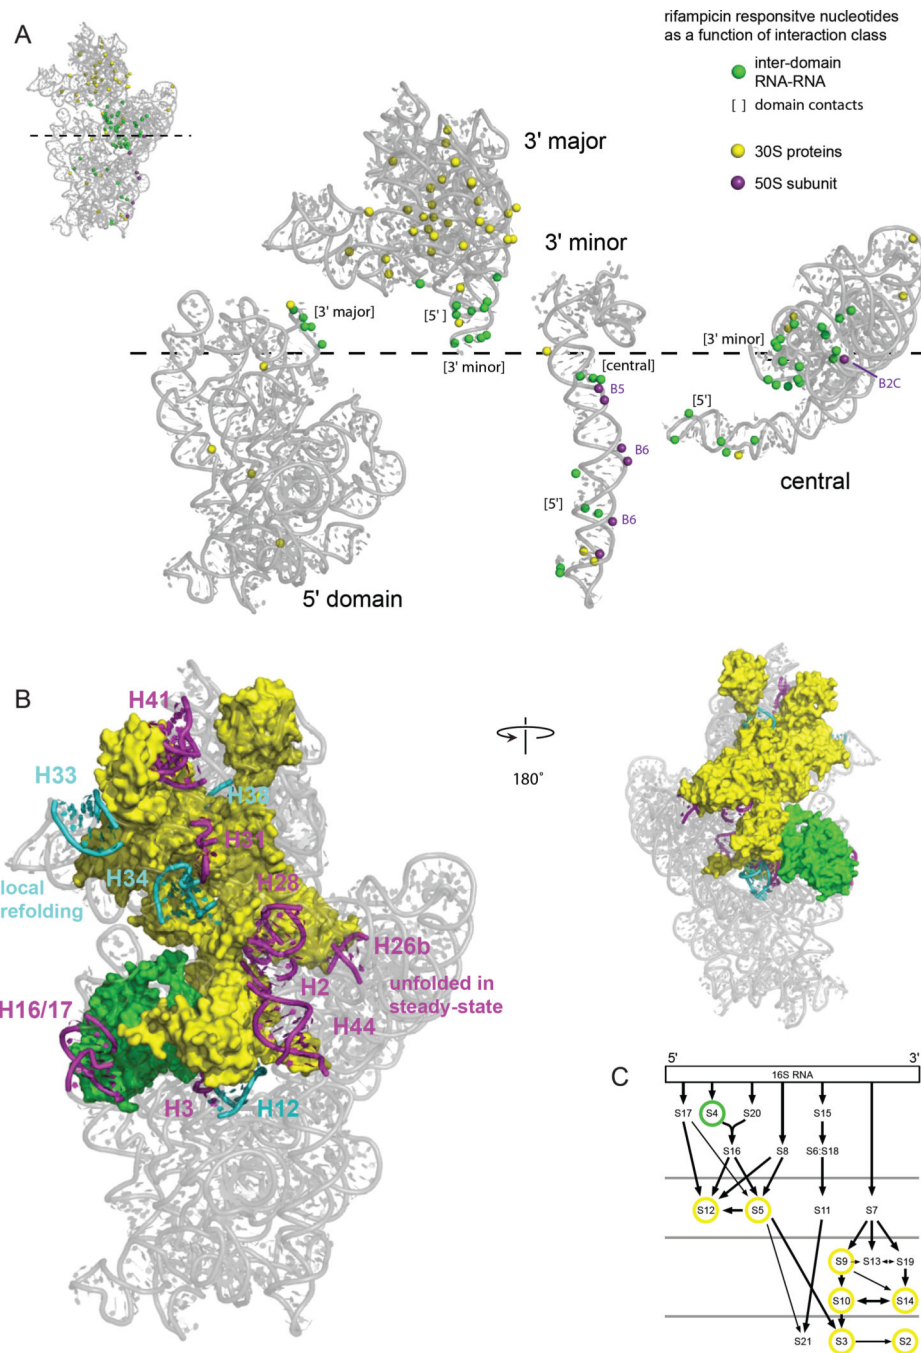 A
rifampicin responsitve nucleotides
as a function of interaction class
inter-domain
RNA-RNA
[ ] domain contacts
30S proteins
50S subunit
3' major
3' minor
[3' major]
[5' ]
[3' minor]
[central]
B5
B6
[5']
B6
[3' minor]
B2C
[5']
central
5' domain
B
H41
H33
H36
H31
H34
local
refolding
H28
H26b
H2
unfolded in
steady-state
H16/17
H44
H3
H12
180˚
C
5' 3'
16S RNA
S17 S4 S20 S15
S16 S8 S6:S18
S12 S5 S11 S7
S9 S13 S19
S10 S14
S21 S3 S2